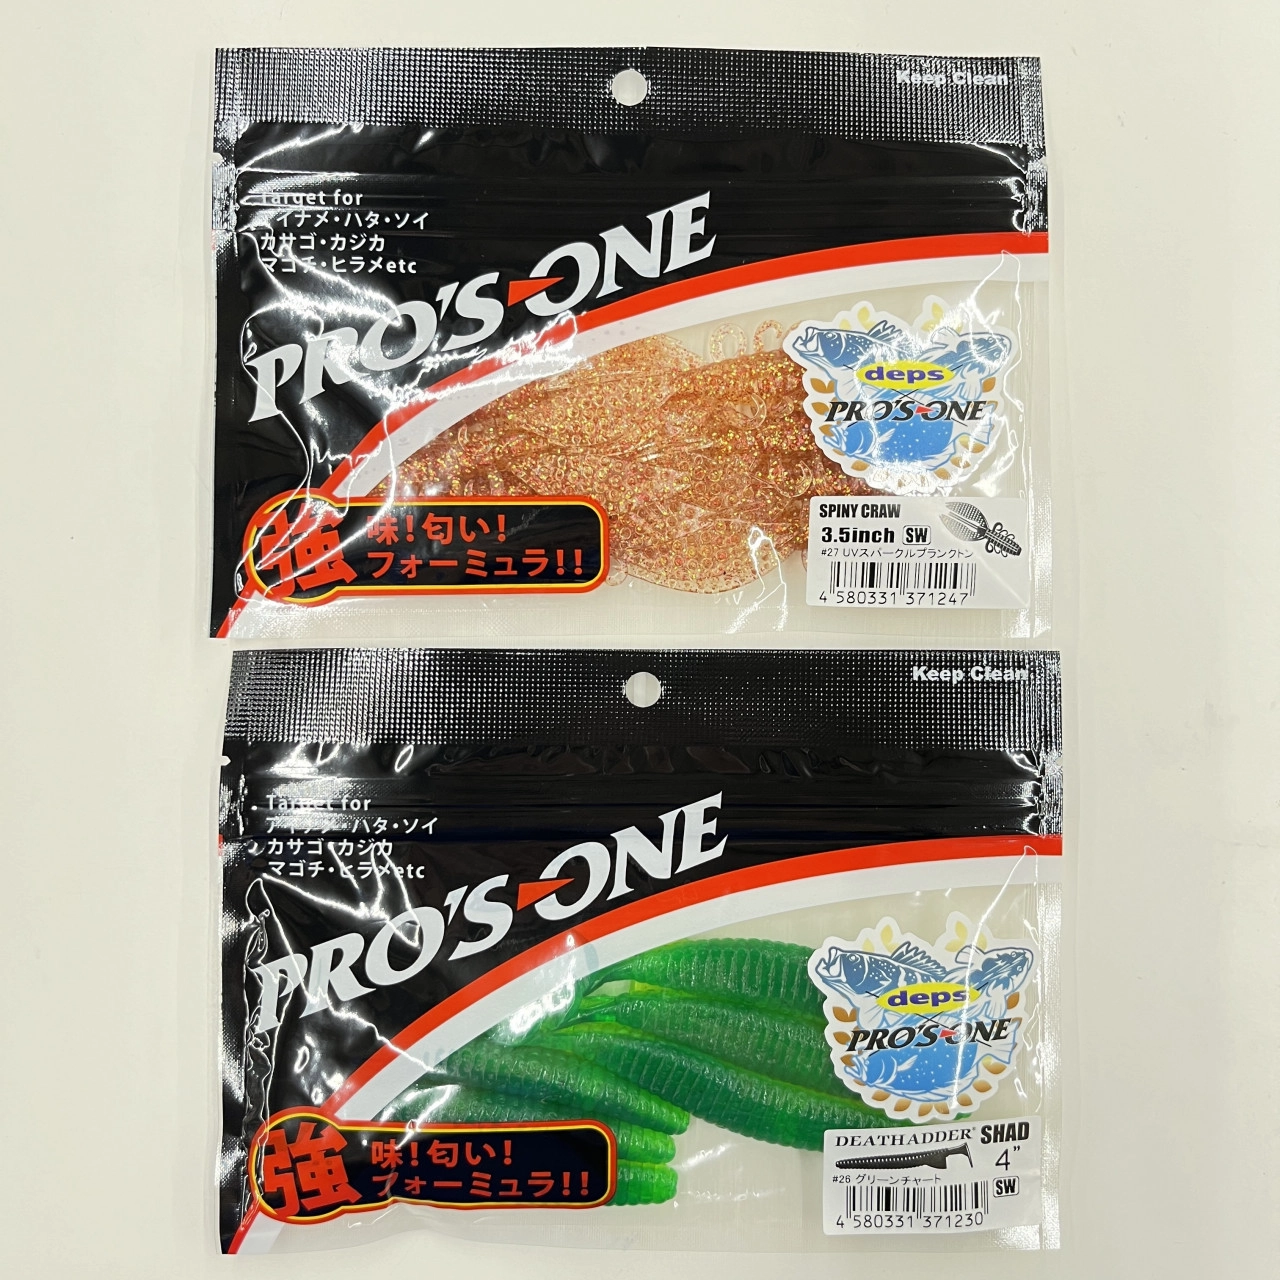 Keep Clean
Target for
アイナメ・ハタ・ソイ
カサゴ・カジカ
マゴチ・ヒラメetc
PRO'S-ONE
deps
×
PRO'S-ONE
強
味！匂い！
フォーミュラ！！
SPINY CRAW
3.5inch SW
#27 UVスパークルプランクトン
4 580331 371247
Keep Clean
Target for
アイナメ・ハタ・ソイ
カサゴ・カジカ
マゴチ・ヒラメetc
PRO'S-ONE
deps
×
PRO'S-ONE
強
味！匂い！
フォーミュラ！！
DEATHADDER® SHAD
4"
#26 グリーンチャート
SW
4 580331 371230